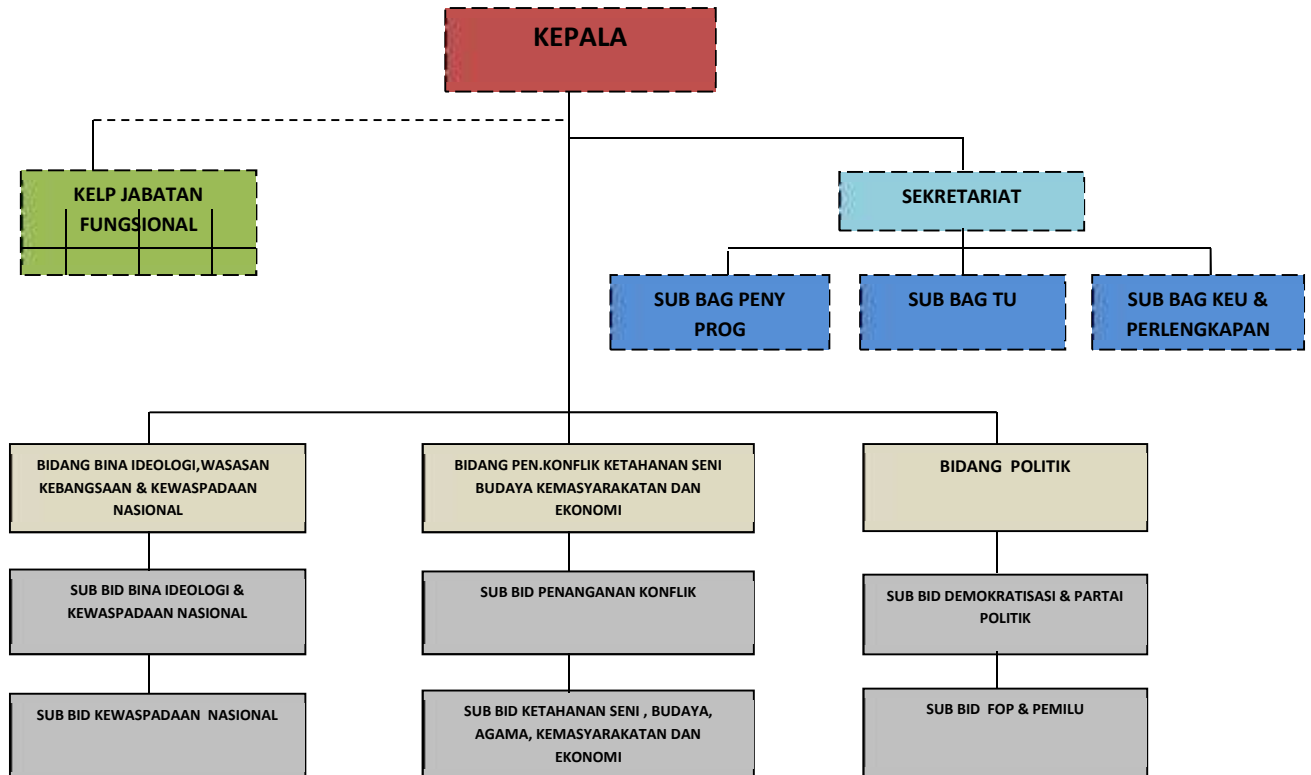 KEPALA
KELP JABATAN
FUNGSIONAL
SEKRETARIAT
SUB BAG PENY
PROG
SUB BAG TU
SUB BAG KEU &
PERLENGKAPAN
BIDANG BINA IDEOLOGI,WASASAN
KEBANGSAAN & KEWASPADAAN
NASIONAL
BIDANG PEN.KONFLIK KETAHANAN SENI
BUDAYA KEMASYARAKATAN DAN
EKONOMI
BIDANG POLITIK
SUB BID BINA IDEOLOGI &
KEWASPADAAN NASIONAL
SUB BID PENANGANAN KONFLIK
SUB BID DEMOKRATISASI & PARTAI
POLITIK
SUB BID KEWASPADAAN NASIONAL
SUB BID KETAHANAN SENI , BUDAYA,
AGAMA, KEMASYARAKATAN DAN
EKONOMI
SUB BID FOP & PEMILU